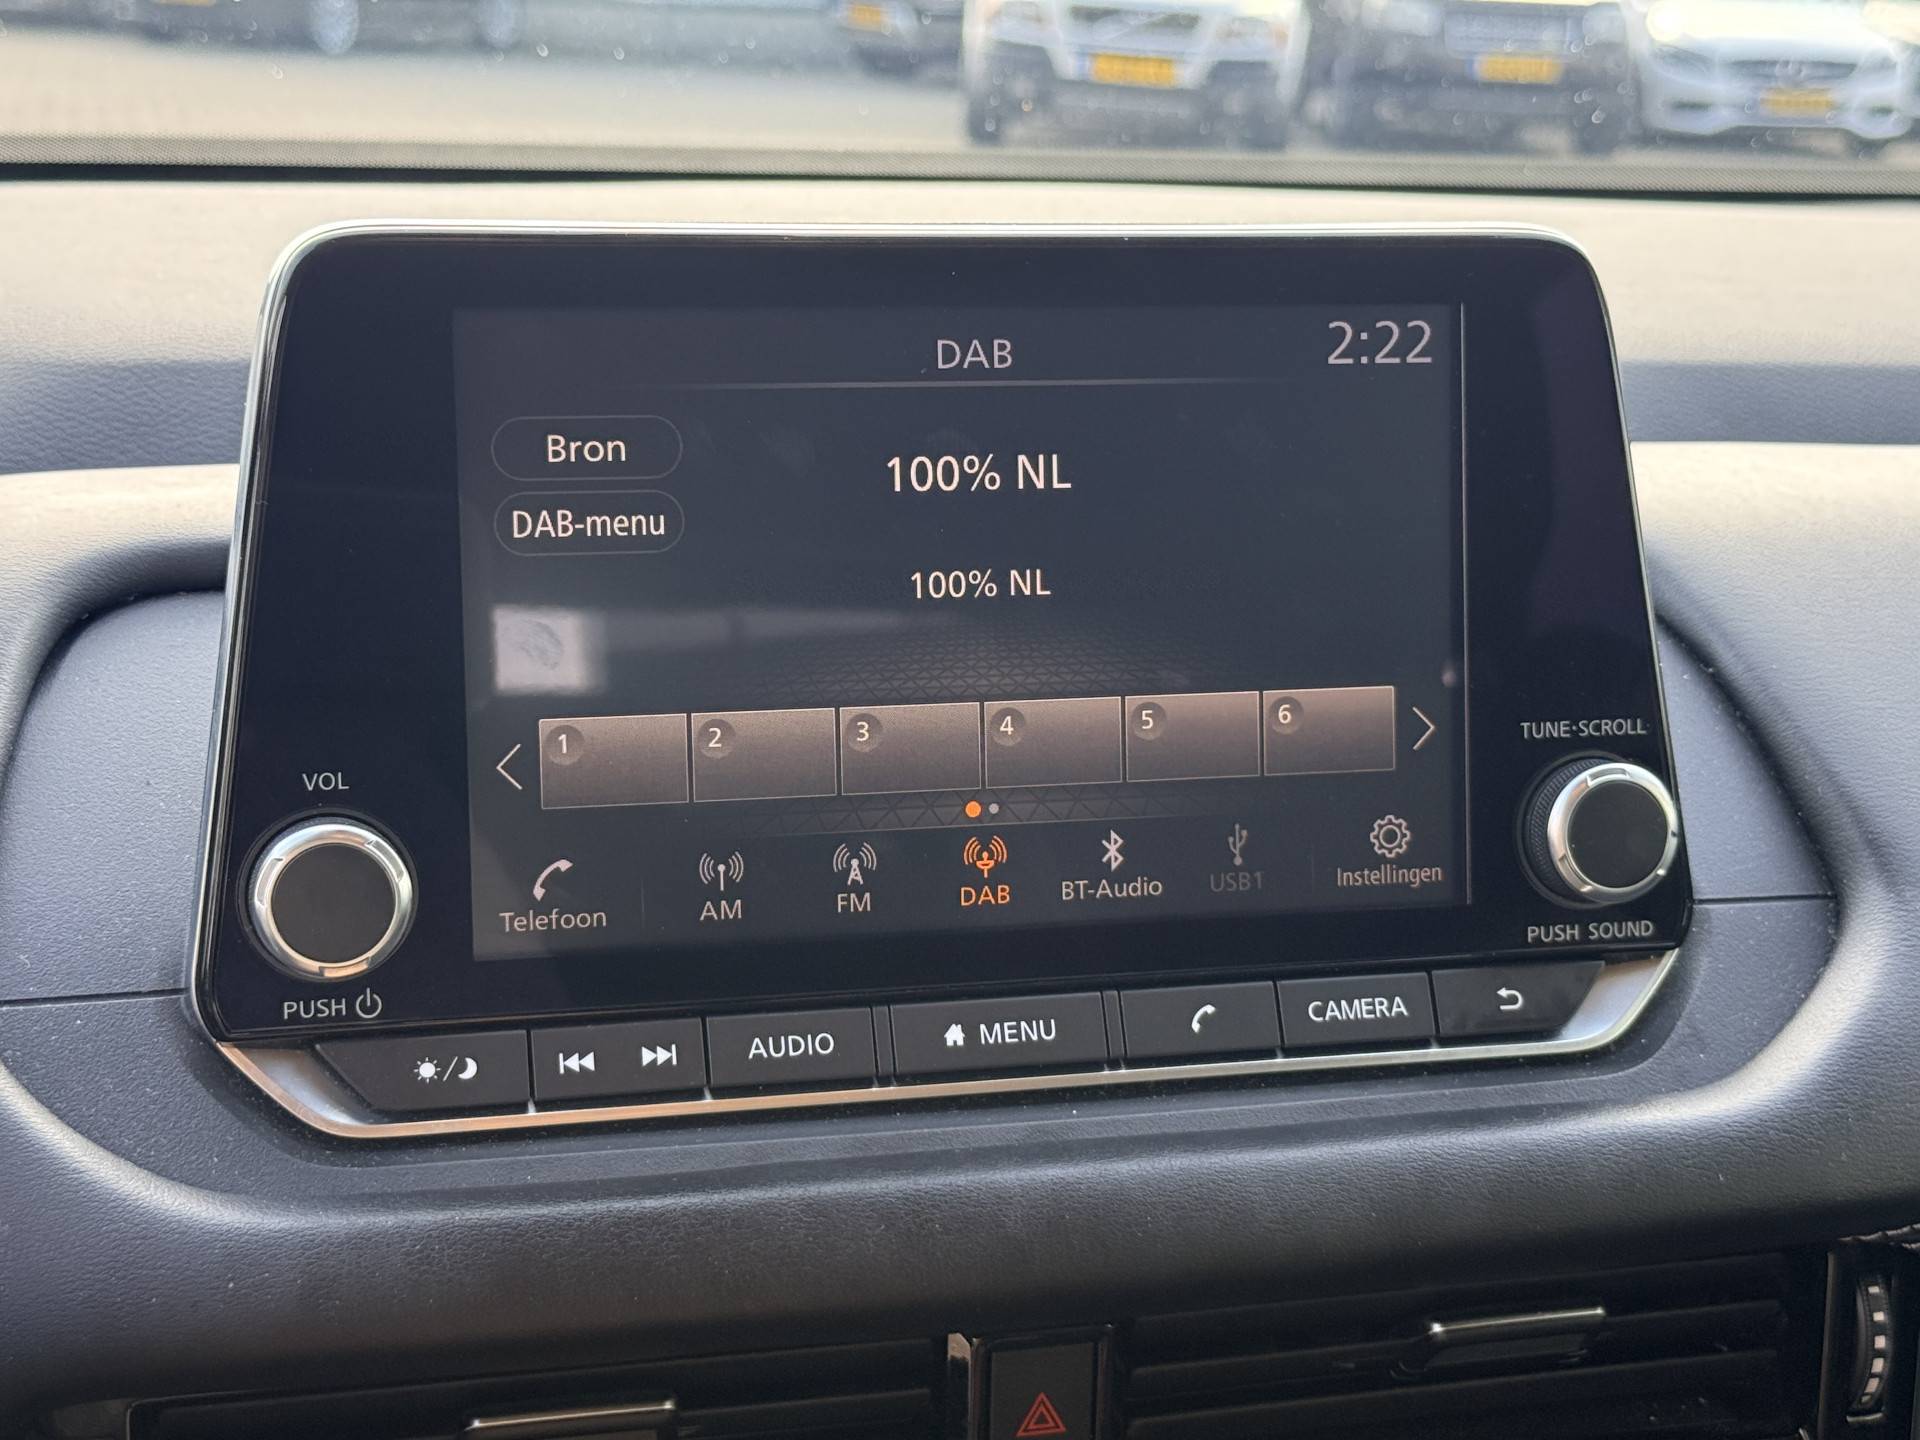 DAB
2:22
Bron
100% NL
DAB-menu
100% NL
1 2 3 4 5 6
Telefoon AM FM DAB BT-Audio USB1 Instellingen
VOL
PUSH
TUNE·SCROLL
PUSH SOUND
AUDIO MENU CAMERA